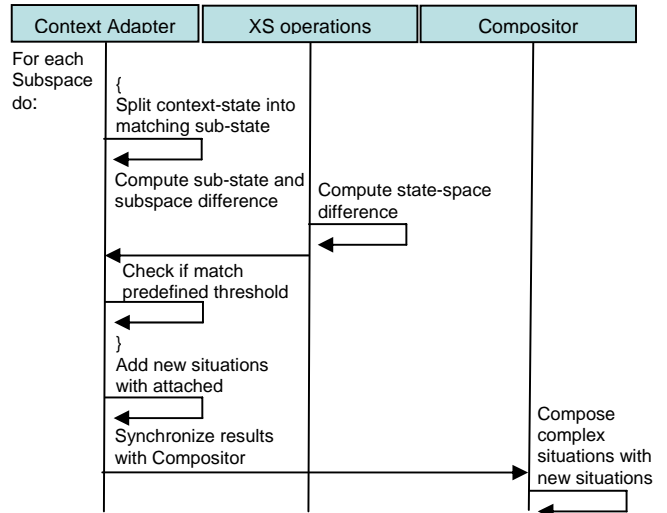 Context Adapter
XS operations
Compositor
For each
Subspace
do:
{
Split context-state into
matching sub-state
Compute sub-state and
subspace difference
Compute state-space
difference
Check if match
predefined threshold
}
Add new situations
with attached
Synchronize results
with Compositor
Compose
complex
situations with
new situations